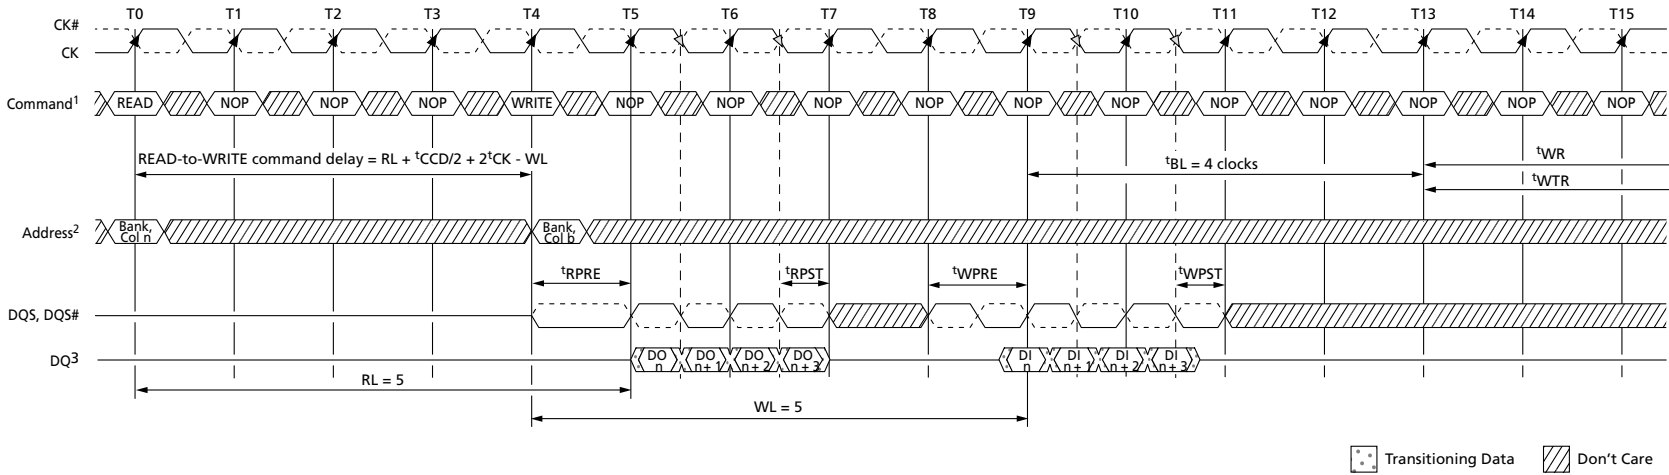 T0 T1 T2 T3 T4 T5 T6 T7 T8 T9 T10 T11 T12 T13 T14 T15
CK#
CK
Command1 READ NOP NOP NOP WRITE NOP NOP NOP NOP NOP NOP NOP NOP NOP NOP NOP
READ-to-WRITE command delay = RL + tCCD/2 + 2tCK - WL
tBL = 4 clocks
tWR
tWTR
Address2 Bank, Col n Bank, Col b
tRPRE tRPST tWPRE tWPST
DQS, DQS#
DQ3 DO n DO n + 1 DO n + 2 DO n + 3 DI n DI n + 1 DI n + 2 DI n + 3
RL = 5
WL = 5
Transitioning Data Don't Care